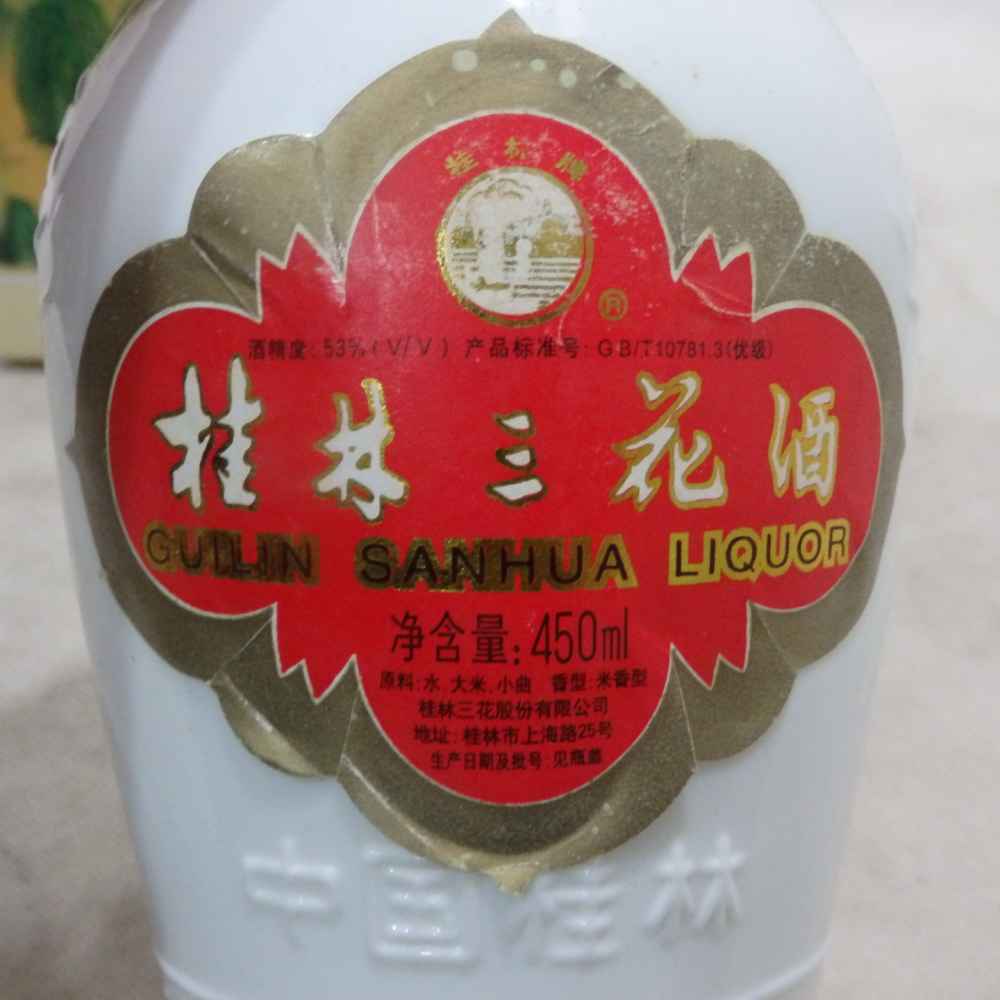 桂林牌
®
酒精度: 53%(V/V) 产品标准号: GB/T10781.3(优级)
桂林三花酒
GUILIN SANHUA LIQUOR
净含量: 450ml
原料:水、大米、小曲 香型:米香型
桂林三花股份有限公司
地址: 桂林市上海路25号
生产日期及批号: 见瓶盖
中国桂林